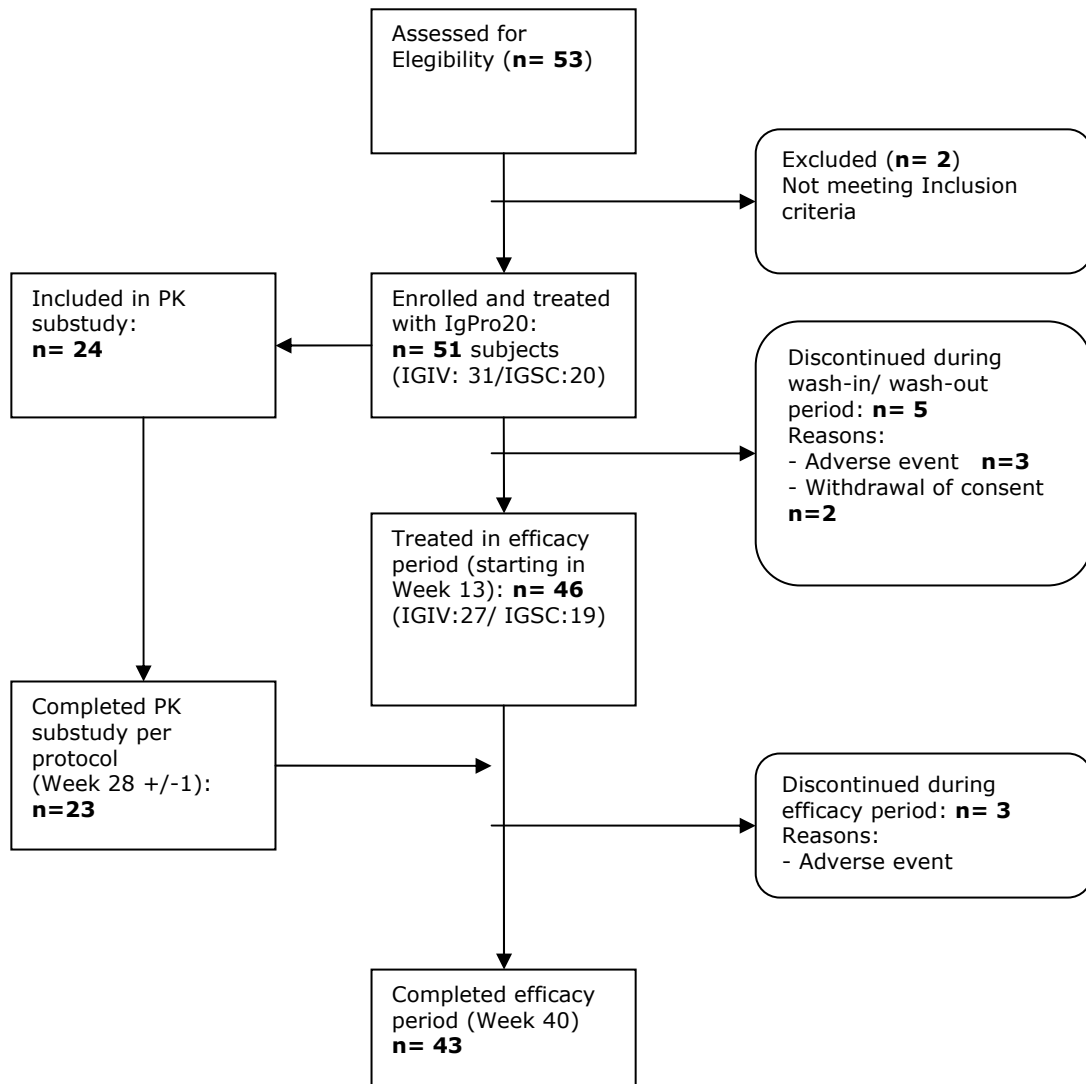 Assessed for
Elegibility (n= 53)
Excluded (n= 2)
Not meeting Inclusion
criteria
Included in PK
substudy:
n= 24
Enrolled and treated
with IgPro20:
n= 51 subjects
(IGIV: 31/IGSC:20)
Discontinued during
wash-in/ wash-out
period: n= 5
Reasons:
- Adverse event n=3
- Withdrawal of consent
n=2
Treated in efficacy
period (starting in
Week 13): n= 46
(IGIV:27/ IGSC:19)
Completed PK
substudy per
protocol
(Week 28 +/-1):
n=23
Discontinued during
efficacy period: n= 3
Reasons:
- Adverse event
Completed efficacy
period (Week 40)
n= 43